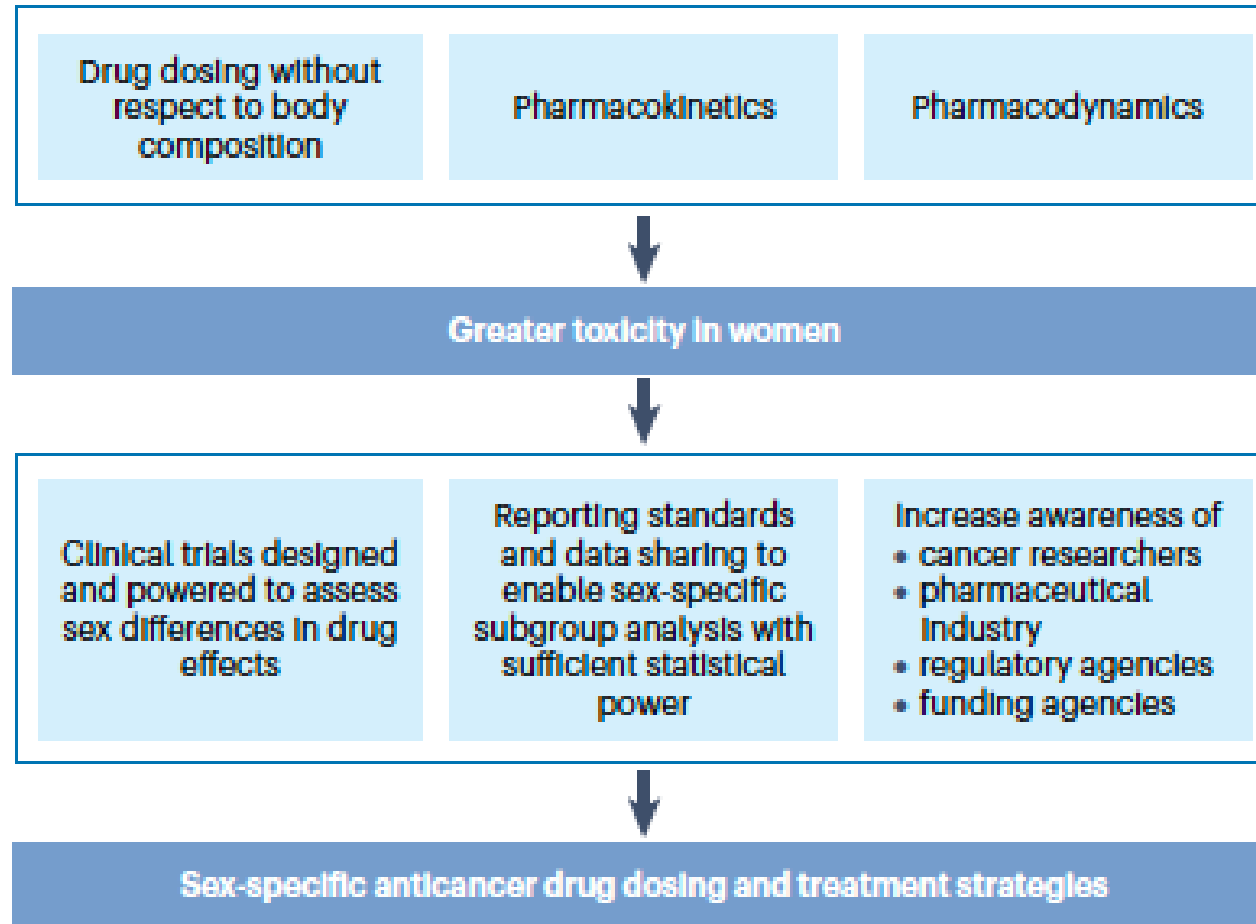 Drug dosing without
respect to body
composition
Pharmacokinetics
Pharmacodynamics
Greater toxicity in women
Clinical trials designed
and powered to assess
sex differences in drug
effects
Reporting standards
and data sharing to
enable sex-specific
subgroup analysis with
sufficient statistical
power
Increase awareness of
• cancer researchers
• pharmaceutical
industry
• regulatory agencies
• funding agencies
Sex-specific anticancer drug dosing and treatment strategies